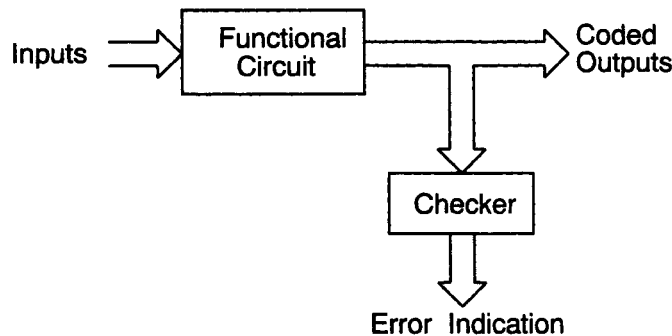 Inputs
Functional
Circuit
Coded
Outputs
Checker
Error Indication